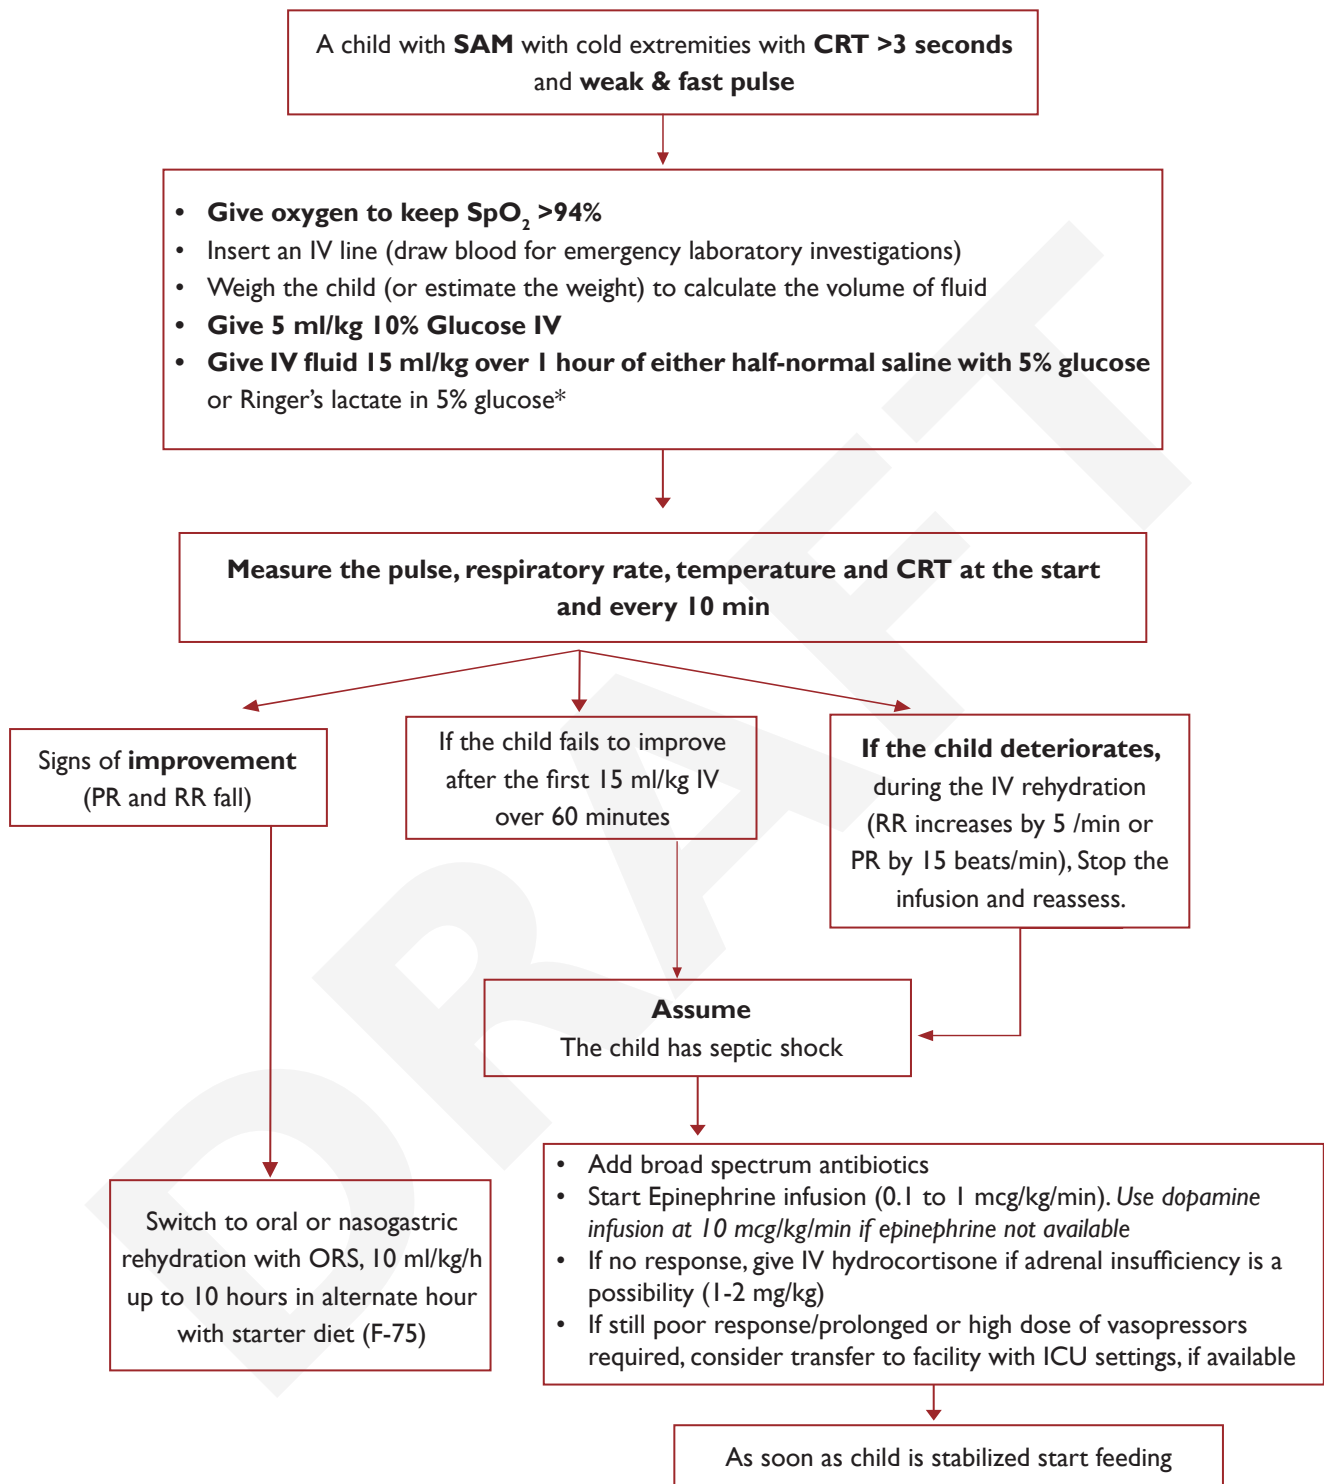 A child with SAM with cold extremities with CRT >3 seconds
and weak & fast pulse
• Give oxygen to keep SpO₂ >94%
• Insert an IV line (draw blood for emergency laboratory investigations)
• Weigh the child (or estimate the weight) to calculate the volume of fluid
• Give 5 ml/kg 10% Glucose IV
• Give IV fluid 15 ml/kg over 1 hour of either half-normal saline with 5% glucose
or Ringer's lactate in 5% glucose*
Measure the pulse, respiratory rate, temperature and CRT at the start
and every 10 min
Signs of improvement
(PR and RR fall)
If the child fails to improve
after the first 15 ml/kg IV
over 60 minutes
If the child deteriorates,
during the IV rehydration
(RR increases by 5 /min or
PR by 15 beats/min), Stop the
infusion and reassess.
Assume
The child has septic shock
Switch to oral or nasogastric
rehydration with ORS, 10 ml/kg/h
up to 10 hours in alternate hour
with starter diet (F-75)
• Add broad spectrum antibiotics
• Start Epinephrine infusion (0.1 to 1 mcg/kg/min). Use dopamine
infusion at 10 mcg/kg/min if epinephrine not available
• If no response, give IV hydrocortisone if adrenal insufficiency is a
possibility (1-2 mg/kg)
• If still poor response/prolonged or high dose of vasopressors
required, consider transfer to facility with ICU settings, if available
As soon as child is stabilized start feeding
DRAFT